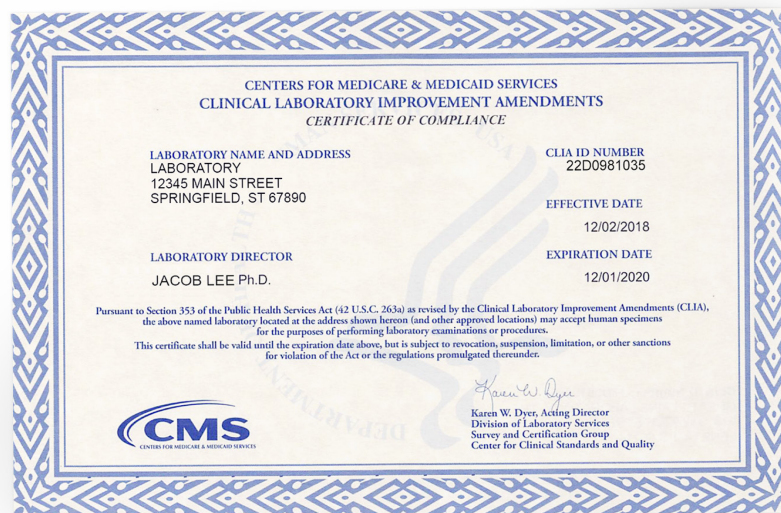 CENTERS FOR MEDICARE & MEDICAID SERVICES
CLINICAL LABORATORY IMPROVEMENT AMENDMENTS
CERTIFICATE OF COMPLIANCE
LABORATORY NAME AND ADDRESS
LABORATORY
12345 MAIN STREET
SPRINGFIELD, ST 67890
CLIA ID NUMBER
22D0981035
EFFECTIVE DATE
12/02/2018
LABORATORY DIRECTOR
JACOB LEE Ph.D.
EXPIRATION DATE
12/01/2020
Pursuant to Section 353 of the Public Health Services Act (42 U.S.C. 263a) as revised by the Clinical Laboratory Improvement Amendments (CLIA),
the above named laboratory located at the address shown hereon (and other approved locations) may accept human specimens
for the purposes of performing laboratory examinations or procedures.
This certificate shall be valid until the expiration date above, but is subject to revocation, suspension, limitation, or other sanctions
for violation of the Act or the regulations promulgated thereunder.
Karen W. Dyer
Karen W. Dyer, Acting Director
Division of Laboratory Services
Survey and Certification Group
Center for Clinical Standards and Quality
CMS
CENTERS FOR MEDICARE & MEDICAID SERVICES
DEPARTMENT
USA